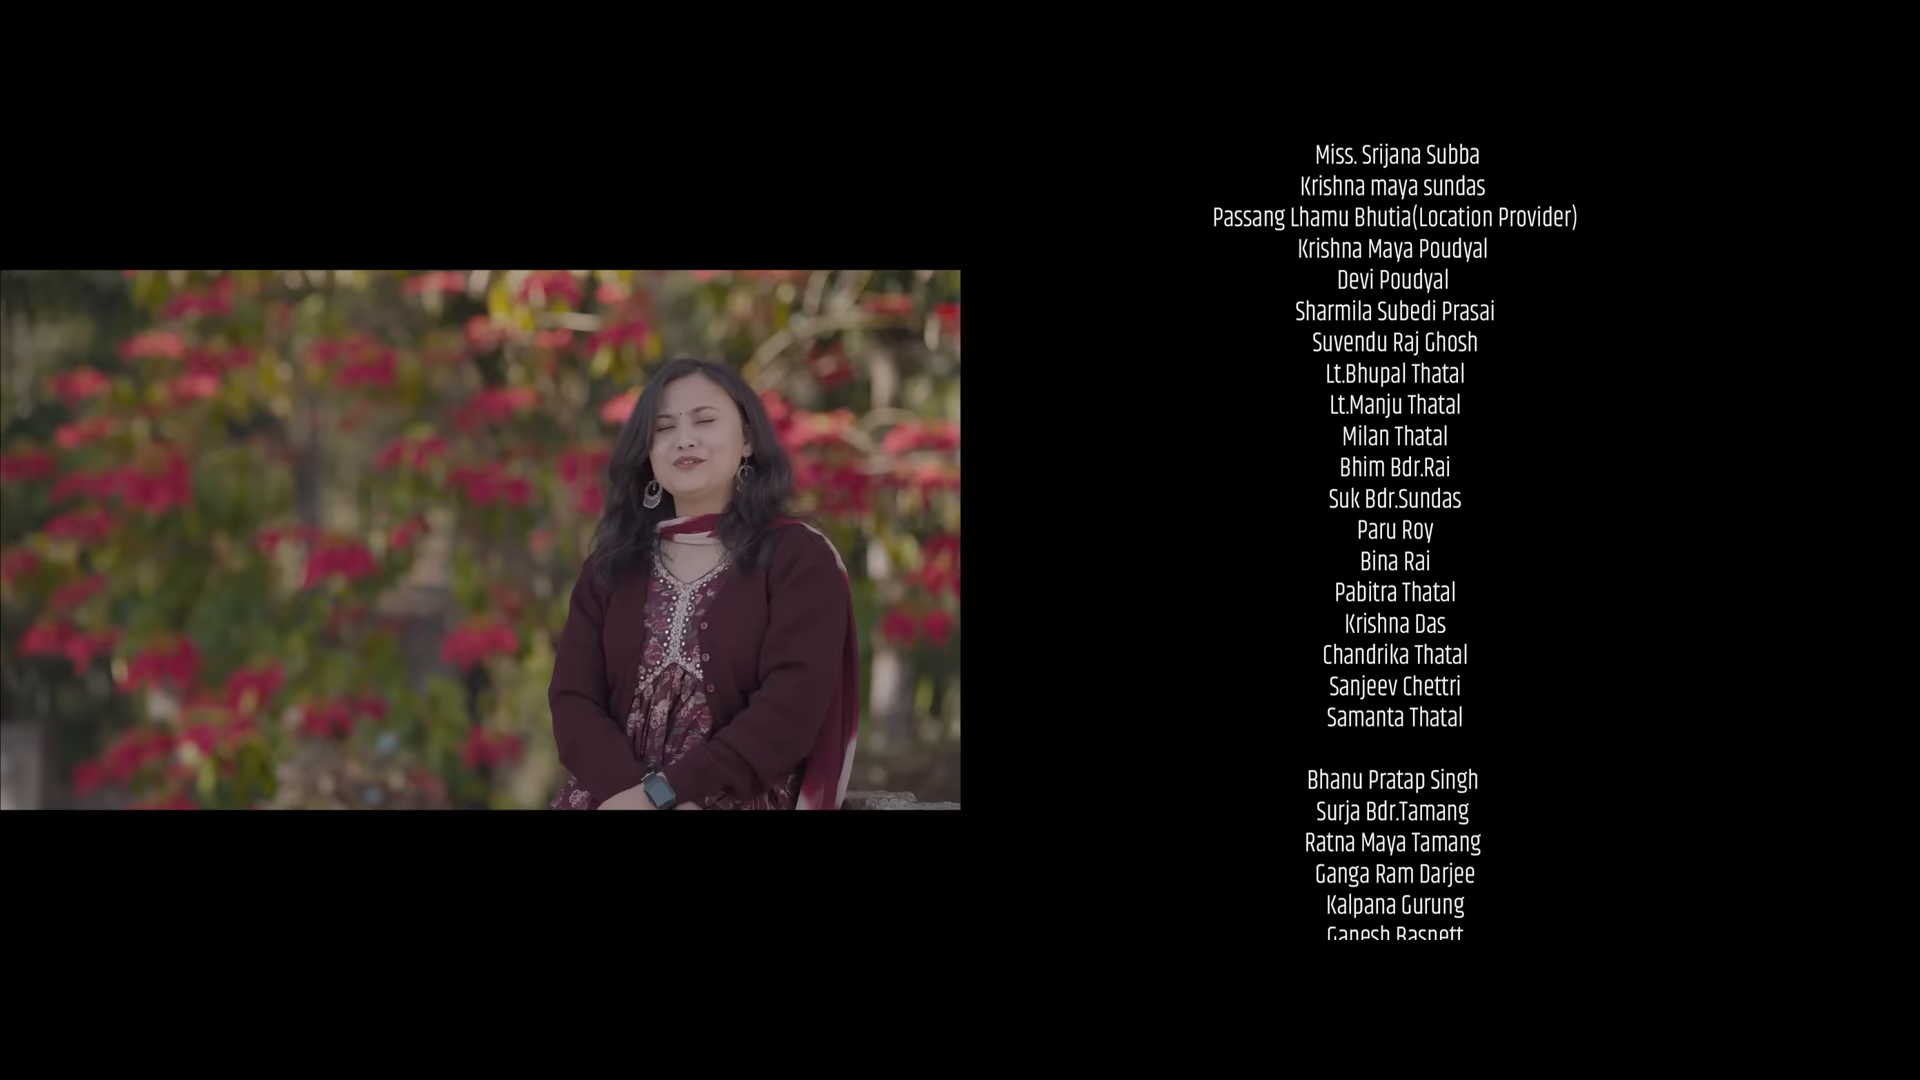 Miss. Srijana Subba
Krishna maya sundas
Passang Lhamu Bhutia(Location Provider)
Krishna Maya Poudyal
Devi Poudyal
Sharmila Subedi Prasai
Suvendu Raj Ghosh
Lt.Bhupal Thatal
Lt.Manju Thatal
Milan Thatal
Bhim Bdr.Rai
Suk Bdr.Sundas
Paru Roy
Bina Rai
Pabitra Thatal
Krishna Das
Chandrika Thatal
Sanjeev Chettri
Samanta Thatal
Bhanu Pratap Singh
Surja Bdr.Tamang
Ratna Maya Tamang
Ganga Ram Darjee
Kalpana Gurung
Ganesh Basnett